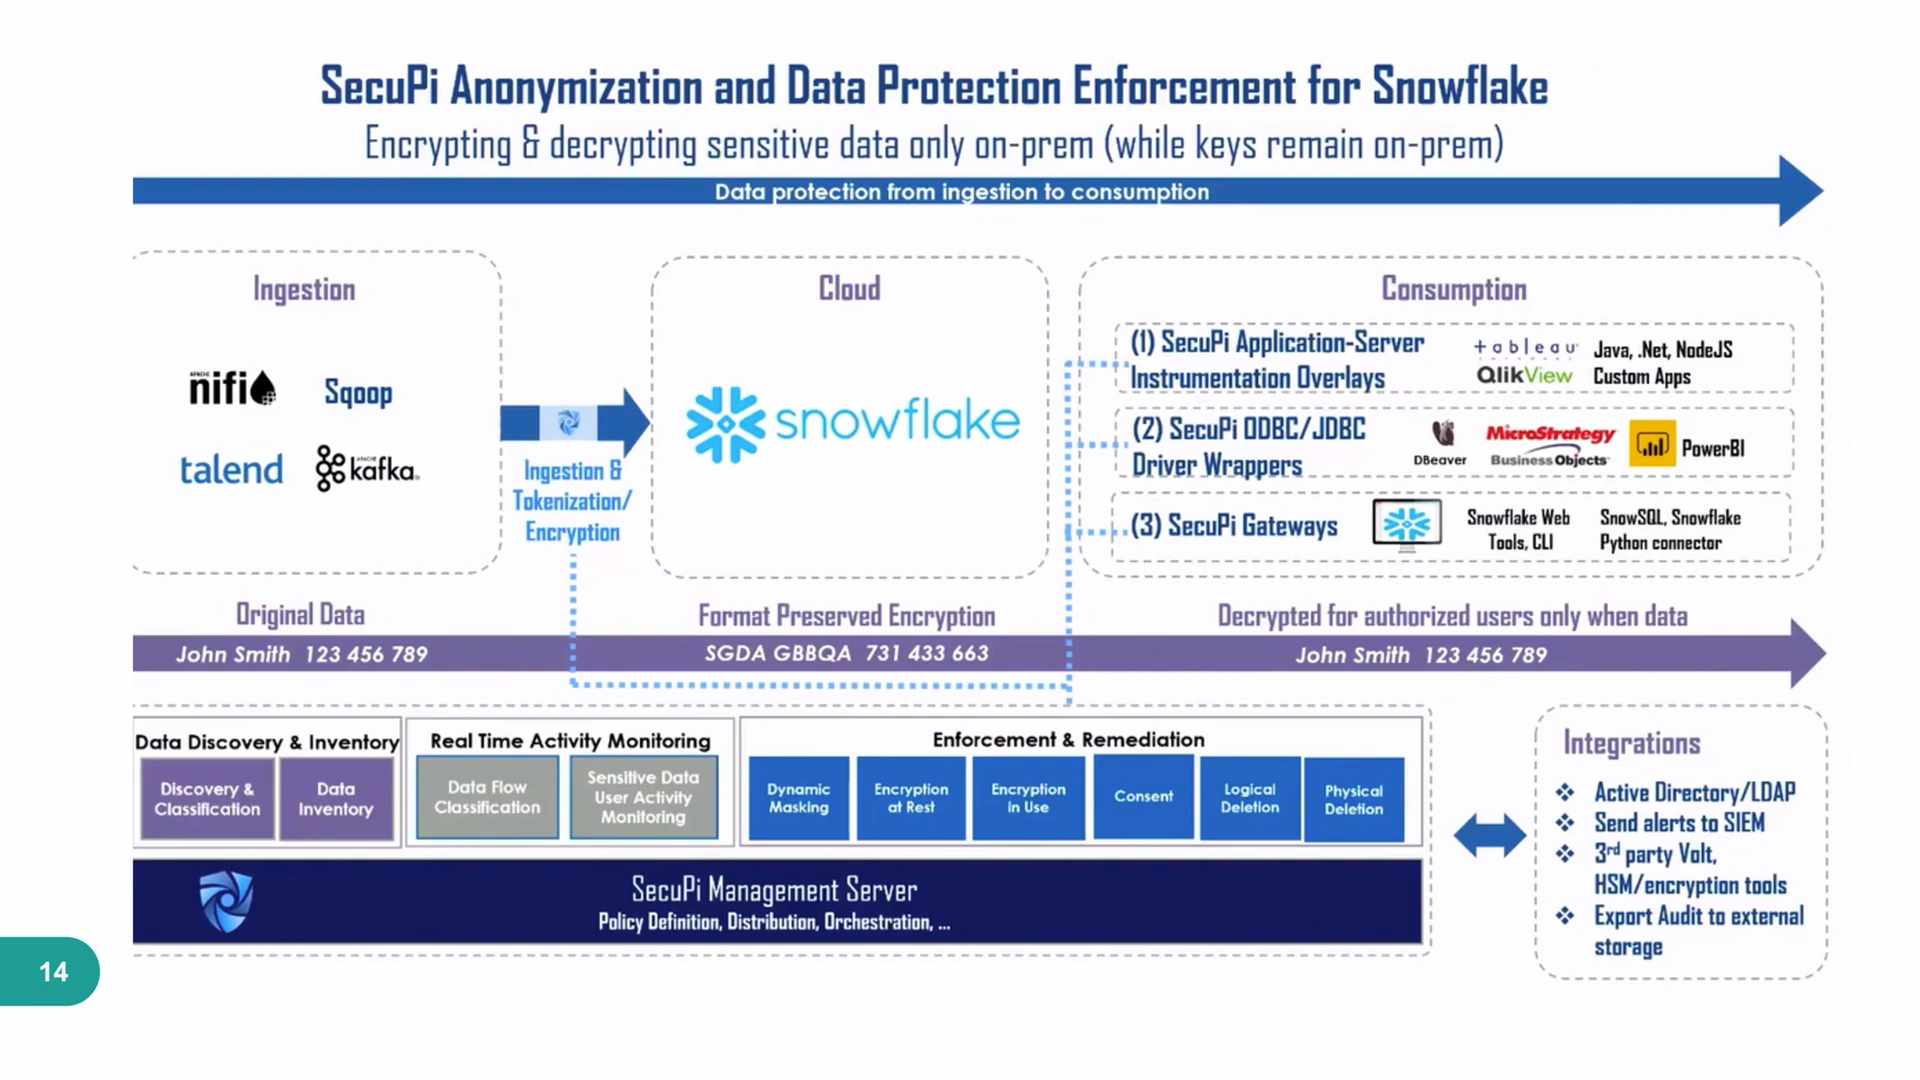 SecuPi Anonymization and Data Protection Enforcement for Snowflake
Encrypting & decrypting sensitive data only on-prem (while keys remain on-prem)
Data protection from ingestion to consumption
Ingestion
APACHE
nifi
Sqoop
talend
APACHE
kafka
Ingestion &
Tokenization/
Encryption
Cloud
snowflake
Consumption
(1) SecuPi Application-Server
Instrumentation Overlays
+ableau
QlikView
Java, .Net, NodeJS
Custom Apps
(2) SecuPi ODBC/JDBC
Driver Wrappers
DBeaver
MicroStrategy
Business Objects
PowerBI
(3) SecuPi Gateways
Snowflake Web
Tools, CLI
SnowSQL, Snowflake
Python connector
Original Data
Format Preserved Encryption
Decrypted for authorized users only when data
John Smith 123 456 789
SGDA GBBQA 731 433 663
John Smith 123 456 789
Data Discovery & Inventory
Discovery &
Classification
Data
Inventory
Real Time Activity Monitoring
Data Flow
Classification
Sensitive Data
User Activity
Monitoring
Enforcement & Remediation
Dynamic
Masking
Encryption
at Rest
Encryption
in Use
Consent
Logical
Deletion
Physical
Deletion
SecuPi Management Server
Policy Definition, Distribution, Orchestration, ...
Integrations
❖ Active Directory/LDAP
❖ Send alerts to SIEM
❖ 3rd party Volt,
HSM/encryption tools
❖ Export Audit to external
storage
14